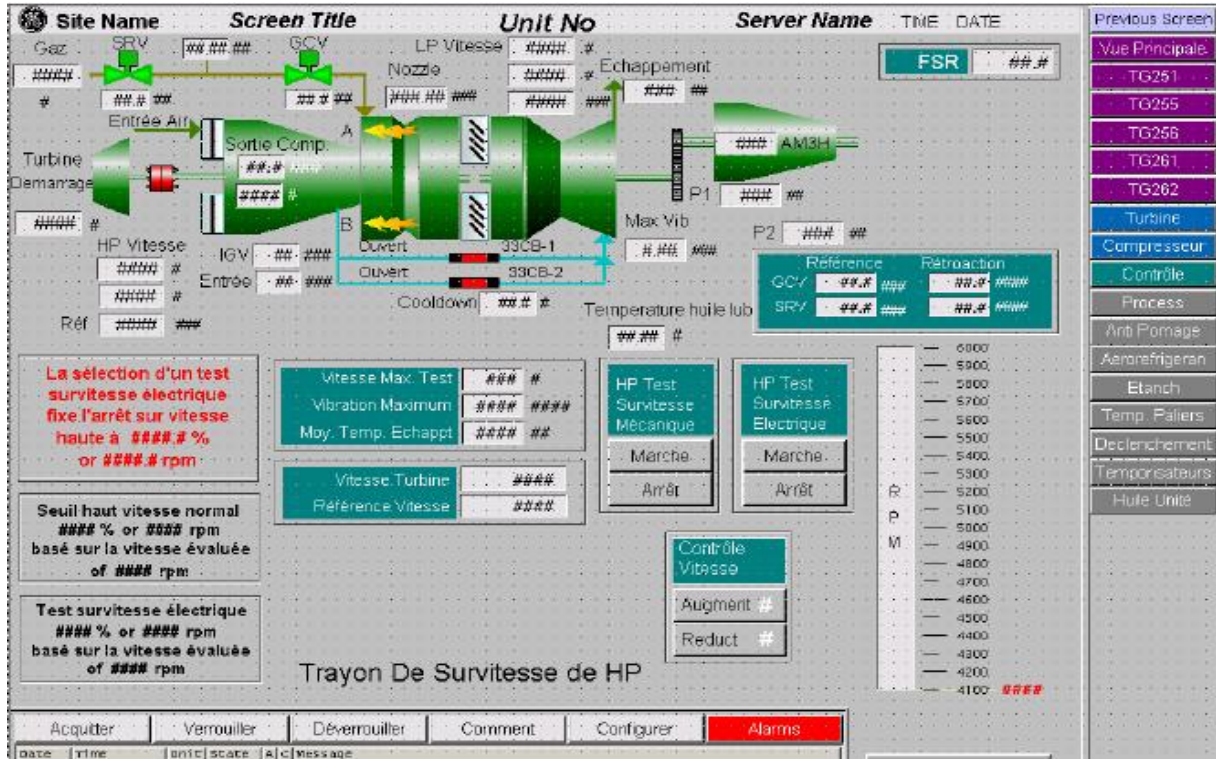 Site Name Screen Title Unit No Server Name TIME DATE
Previous Screen
Gaz SRV ##.##.## GCV LP Vitesse #### #
Vue Principale
Nozzle #### # Echappement
FSR ##.#
#### ###.## ### #### ### ### ##
TG251
# ##.# ## ##.# ##
TG255
Entrée Air
A
TG256
Turbine
Demarrage
Sortie Comp.
##.# ####
#### #
### AM3H
TG261
P1 ### ##
TG262
#### #
B
Max Vib
#.## ###
P2 ### ##
Turbine
HP Vitesse
#### #
#### #
Réf #### ###
IGV ## ###
Entrée ## ###
Ouvert 33CB-1
Ouvert 33CB-2
Cooldown ##.# #
Compresseur
Référence Rétroaction
GCV ##.# ### ##.# ####
SRV ##.# ### ##.# ####
Contrôle
Process
Temperature huile lub
##.## #
Anti Pomage
Aerorefrigeran
Etanch
Temp. Paliers
Declenchement
Temporisateurs
Huile Unité
La sélection d'un test
survitesse électrique
fixe l'arrêt sur vitesse
haute à ####.# %
or ####.# rpm
Vitesse Max. Test ### #
Vibration Maximum #### ####
Moy. Temp. Echappt #### ##
Vitesse Turbine ####
Référence Vitesse ####
HP Test
Survitesse
Mécanique
Marche
Arrêt
HP Test
Survitesse
Electrique
Marche
Arrêt
Seuil haut vitesse normal
#### % or #### rpm
basé sur la vitesse évaluée
of #### rpm
Test survitesse électrique
#### % or #### rpm
basé sur la vitesse évaluée
of #### rpm
Contrôle
Vitesse
Augment #
Reduct #
Trayon De Survitesse de HP
RPM
6000
5900
5800
5700
5600
5500
5400
5300
5200
5100
5000
4900
4800
4700
4600
4500
4400
4300
4200
4100 ####
Acquitter Verrouiller Déverrouiller Comment Configurer Alarms
Date Time Unit State A C Message